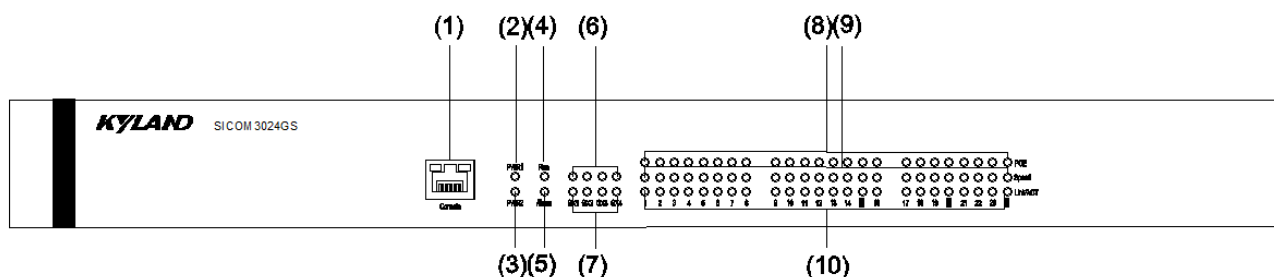 (1) (2)(4) (6) (8)(9)
KYLAND SICOM3024GS
PWR1 Run POE
Speed
PWR2 Alarm Link/ACT
Console
1 2 3 4 5 6 7 8 9 10 11 12 13 14 16 17 18 19 21 22 23
(3)(5) (7) (10)